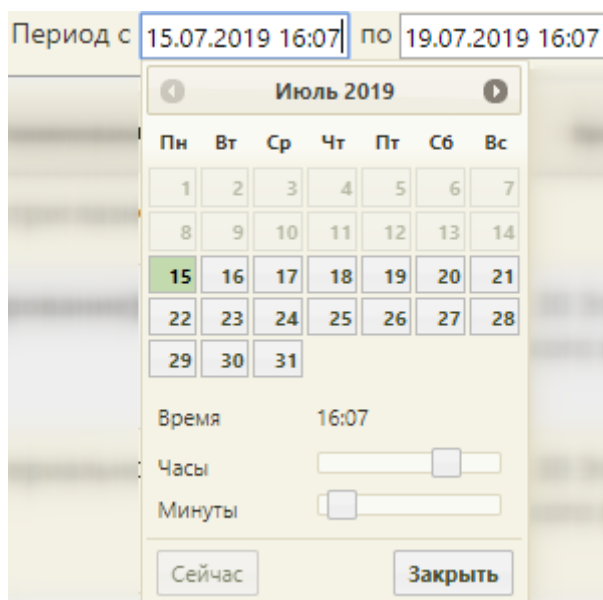 Период с 15.07.2019 16:07 по 19.07.2019 16:07
Июль 2019
Пн Вт Ср Чт Пт Сб Вс
1 2 3 4 5 6 7
8 9 10 11 12 13 14
15 16 17 18 19 20 21
22 23 24 25 26 27 28
29 30 31
Время 16:07
Часы
Минуты
Сейчас Закрыть